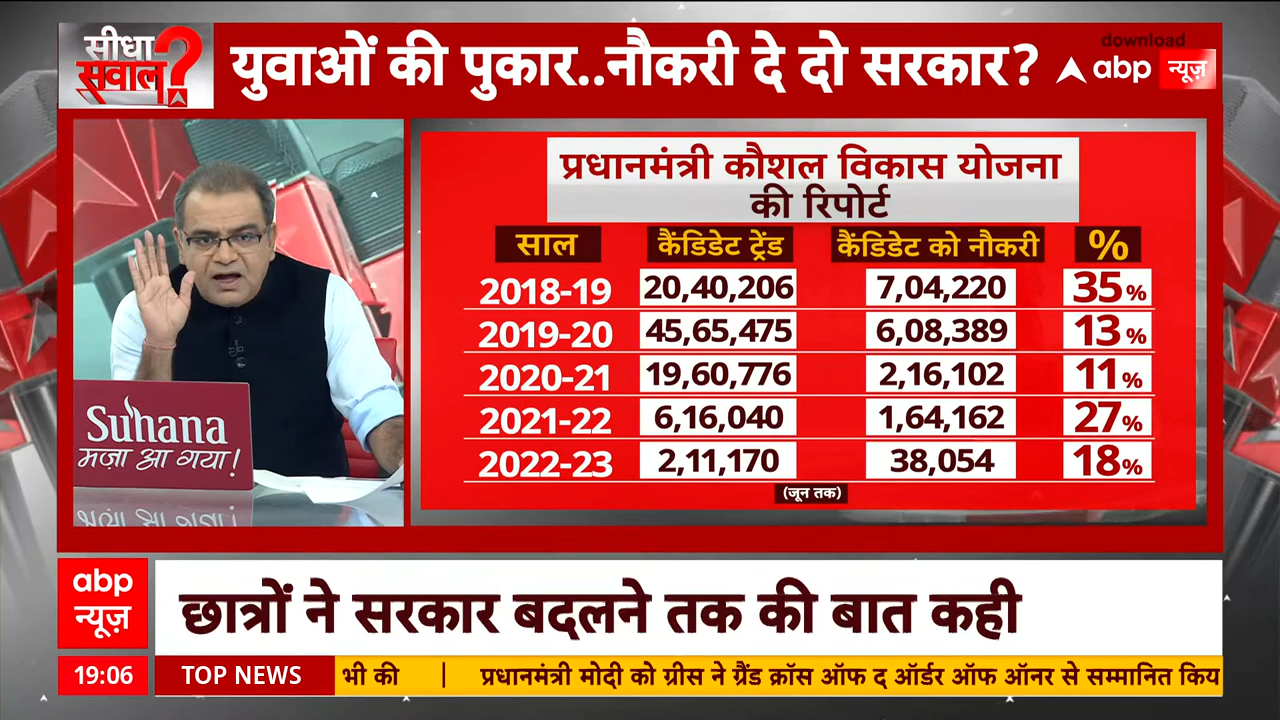 सीधा
सवाल?
युवाओं की पुकार..नौकरी दे दो सरकार?
download
abp न्यूज़
प्रधानमंत्री कौशल विकास योजना
की रिपोर्ट
साल कैंडिडेट ट्रेंड कैंडिडेट को नौकरी %
2018-19 20,40,206 7,04,220 35%
2019-20 45,65,475 6,08,389 13%
2020-21 19,60,776 2,16,102 11%
2021-22 6,16,040 1,64,162 27%
2022-23 2,11,170 38,054 18%
(जून तक)
Suhana
मज़ा आ गया!
abp
न्यूज़
छात्रों ने सरकार बदलने तक की बात कही
19:06 TOP NEWS भी की | प्रधानमंत्री मोदी को ग्रीस ने ग्रैंड क्रॉस ऑफ द ऑर्डर ऑफ ऑनर से सम्मानित किय